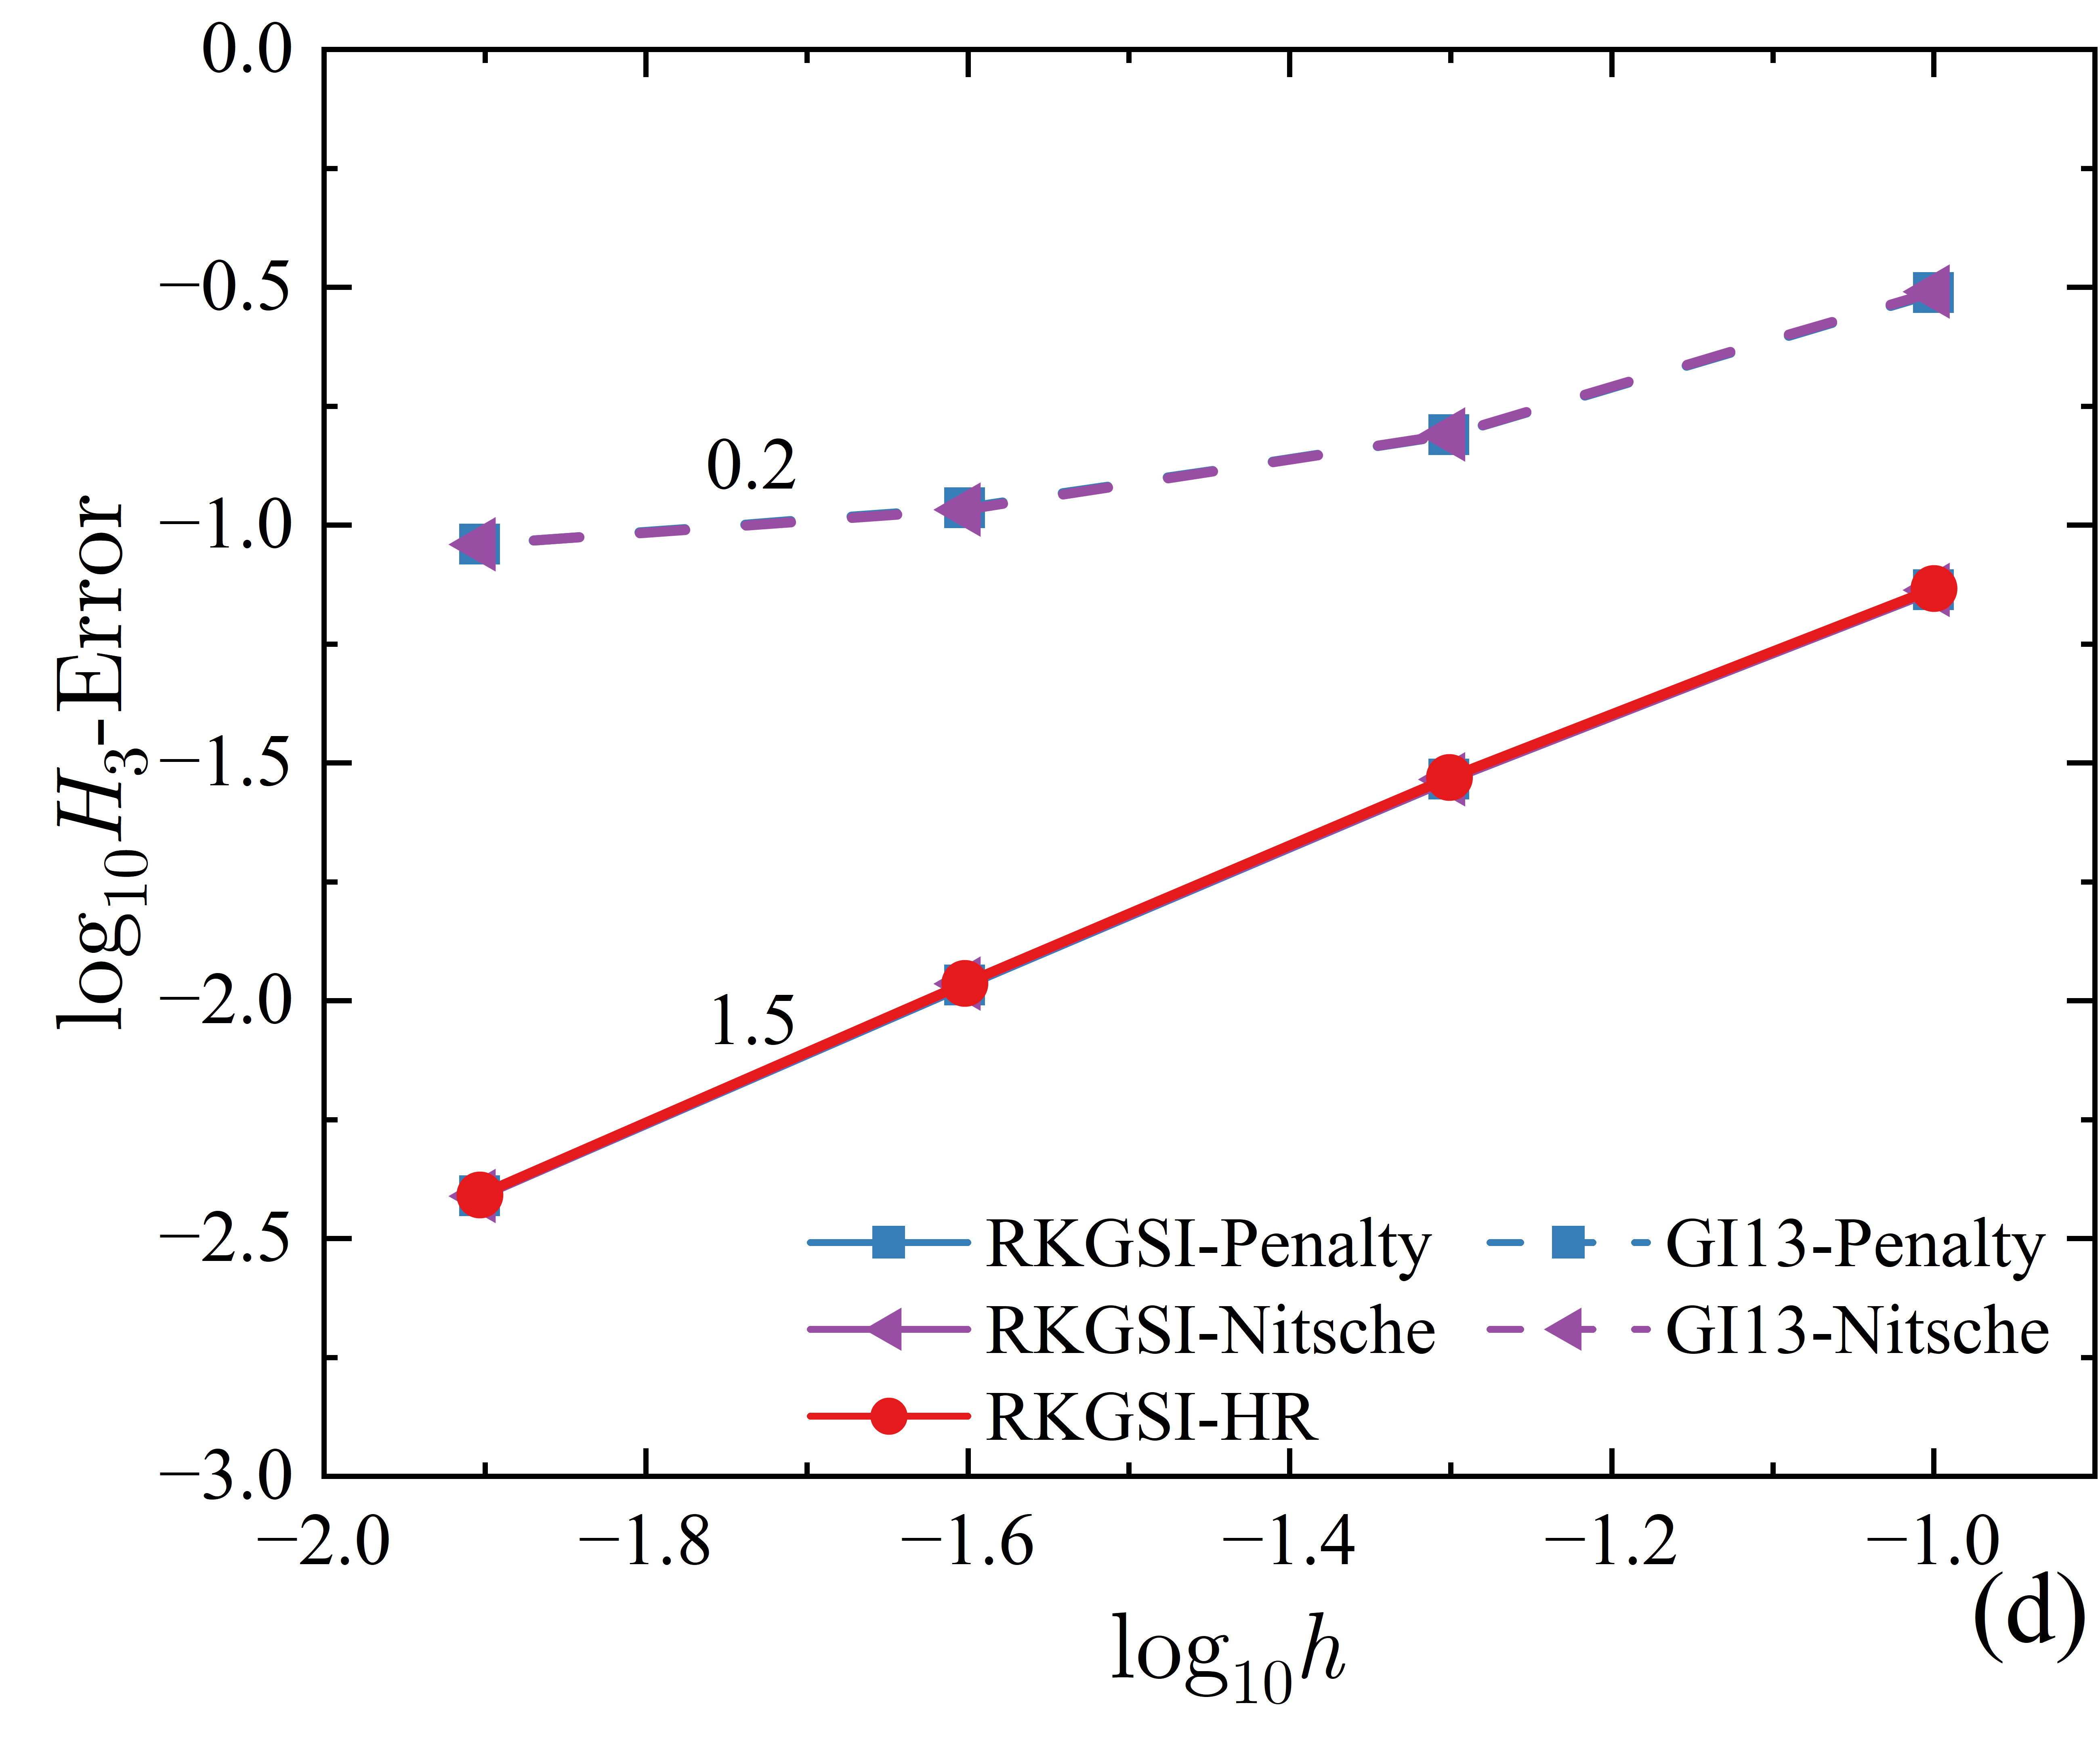 0.0
−0.5
−1.0
−1.5
−2.0
−2.5
−3.0
log₁₀H₃-Error
0.2
1.5
RKGSI-Penalty
GI13-Penalty
RKGSI-Nitsche
GI13-Nitsche
RKGSI-HR
−2.0 −1.8 −1.6 −1.4 −1.2 −1.0
log₁₀h
(d)